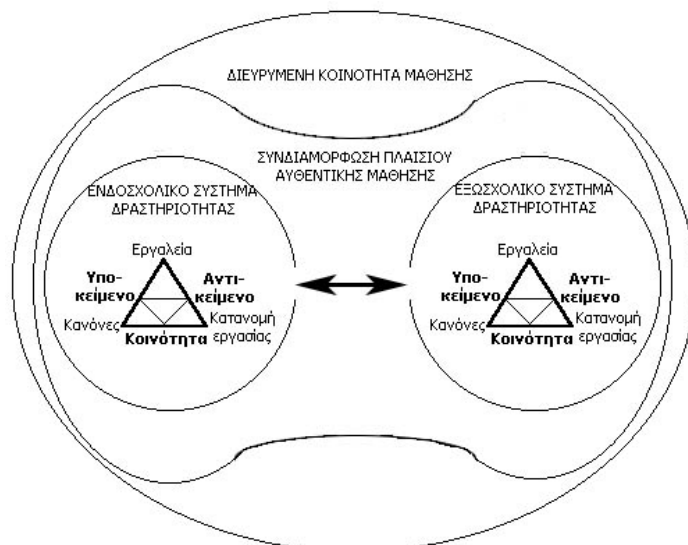 ΔΙΕΥΡΥΜΕΝΗ ΚΟΙΝΟΤΗΤΑ ΜΑΘΗΣΗΣ
ΣΥΝΔΙΑΜΟΡΦΩΣΗ ΠΛΑΙΣΙΟΥ
ΑΥΘΕΝΤΙΚΗΣ ΜΑΘΗΣΗΣ
ΕΝΔΟΣΧΟΛΙΚΟ ΣΥΣΤΗΜΑ
ΔΡΑΣΤΗΡΙΟΤΗΤΑΣ
Εργαλεία
Υπο-
κείμενο
Αντι-
κείμενο
Κανόνες
Κατανομή
εργασίας
Κοινότητα
ΕΞΩΣΧΟΛΙΚΟ ΣΥΣΤΗΜΑ
ΔΡΑΣΤΗΡΙΟΤΗΤΑΣ
Εργαλεία
Υπο-
κείμενο
Αντι-
κείμενο
Κανόνες
Κατανομή
εργασίας
Κοινότητα